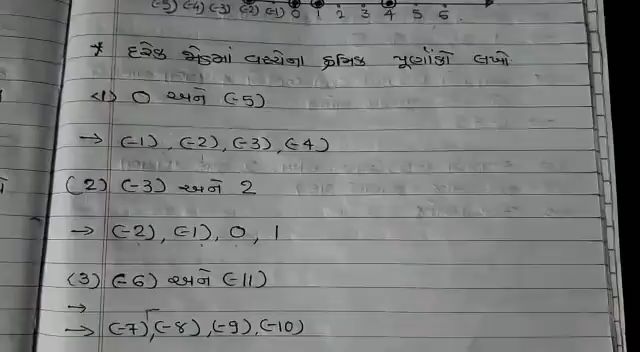 (-5) (-4) (-3) (-2) (-1) 0 1 2 3 4 5 6
* દરેક જોડમાં વચ્ચેના ક્રમિક પૂર્ણાંકો લખો
(1) 0 અને (-5)
→ (-1), (-2), (-3), (-4)
(2) (-3) અને 2
→ (-2), (-1), 0, 1
(3) (-6) અને (-11)
→
→ (-7), (-8), (-9), (-10)